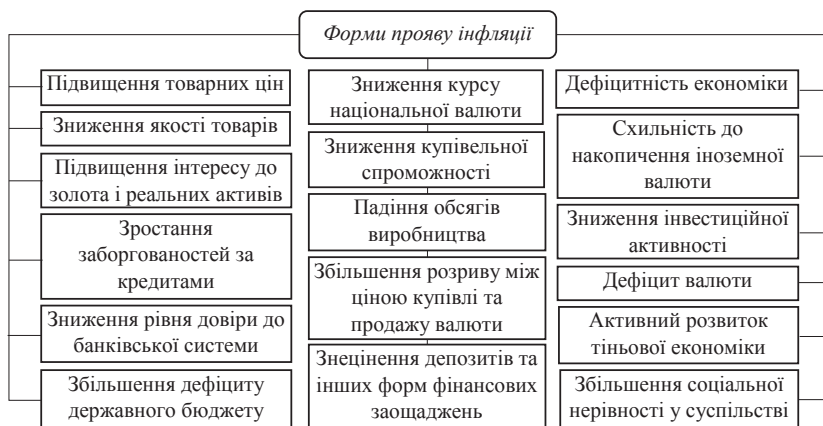 Форми прояву інфляції
Підвищення товарних цін
Зниження якості товарів
Підвищення інтересу до
золота і реальних активів
Зростання
заборгованостей за
кредитами
Зниження рівня довіри до
банківської системи
Збільшення дефіциту
державного бюджету
Зниження курсу
національної валюти
Зниження купівельної
спроможності
Падіння обсягів
виробництва
Збільшення розриву між
ціною купівлі та
продажу валюти
Знецінення депозитів та
інших форм фінансових
заощаджень
Дефіцитність економіки
Схильність до
накопичення іноземної
валюти
Зниження інвестиційної
активності
Дефіцит валюти
Активний розвиток
тіньової економіки
Збільшення соціальної
нерівності у суспільстві